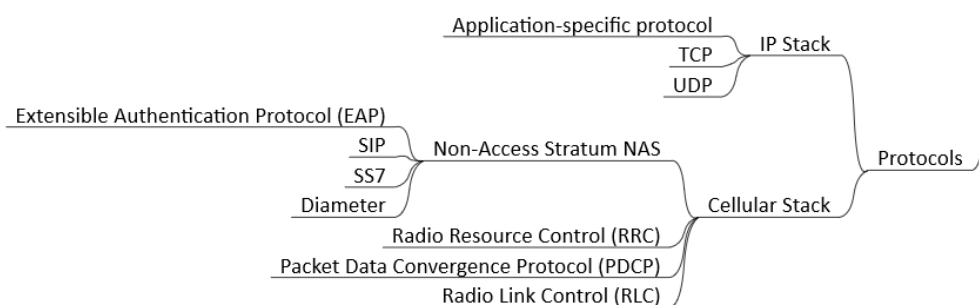 Application-specific protocol
IP Stack
TCP
UDP
Extensible Authentication Protocol (EAP)
SIP
Non-Access Stratum NAS
Protocols
SS7
Diameter
Cellular Stack
Radio Resource Control (RRC)
Packet Data Convergence Protocol (PDCP)
Radio Link Control (RLC)